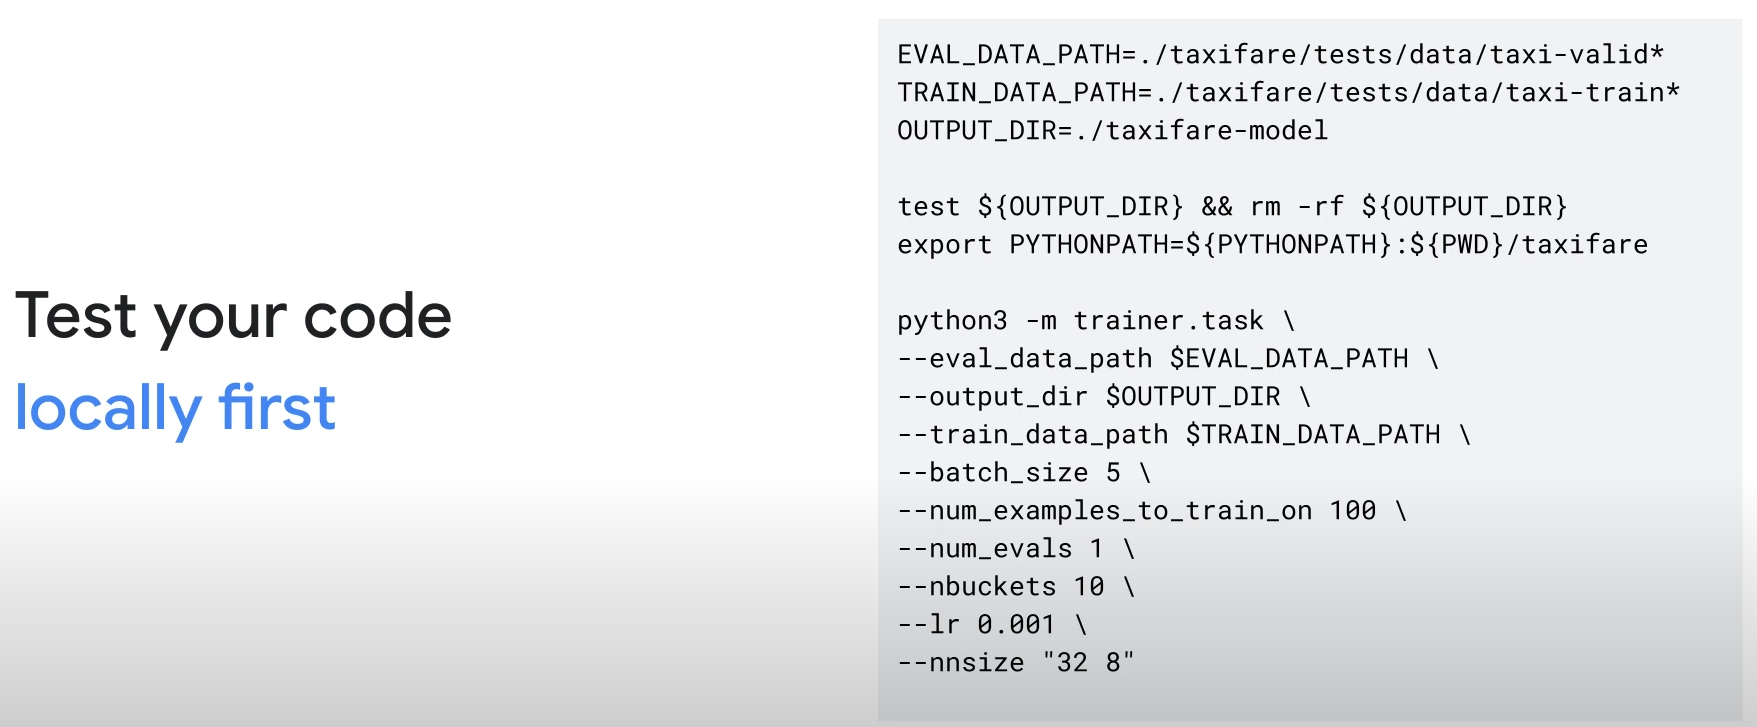 Test your code
locally first
EVAL_DATA_PATH=./taxifare/tests/data/taxi-valid*
TRAIN_DATA_PATH=./taxifare/tests/data/taxi-train*
OUTPUT_DIR=./taxifare-model
test ${OUTPUT_DIR} && rm -rf ${OUTPUT_DIR}
export PYTHONPATH=${PYTHONPATH}:${PWD}/taxifare
python3 -m trainer.task \
--eval_data_path $EVAL_DATA_PATH \
--output_dir $OUTPUT_DIR \
--train_data_path $TRAIN_DATA_PATH \
--batch_size 5 \
--num_examples_to_train_on 100 \
--num_evals 1 \
--nbuckets 10 \
--lr 0.001 \
--nnsize "32 8"